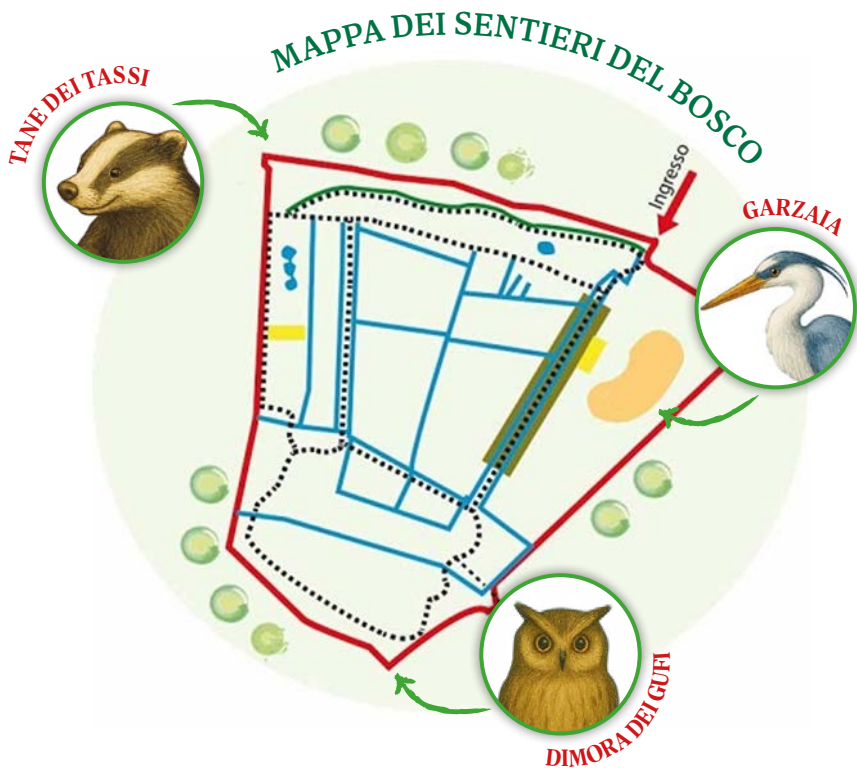 MAPPA DEI SENTIERI DEL BOSCO
TANE DEI TASSI
Ingresso
GARZAIA
DIMORA DEI GUFI